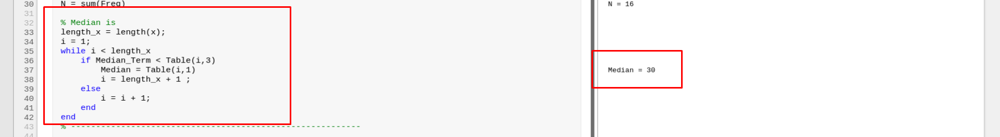 30 N = sum(Freq)
31
32 % Median is
33 length_x = length(x);
34 i = 1;
35 while i < length_x
36     if Median_Term < Table(i,3)
37         Median = Table(i,1)
38         i = length_x + 1 ;
39     else
40         i = i + 1;
41     end
42 end
43 % ----------------------------------------------------------
44
N = 16
Median = 30